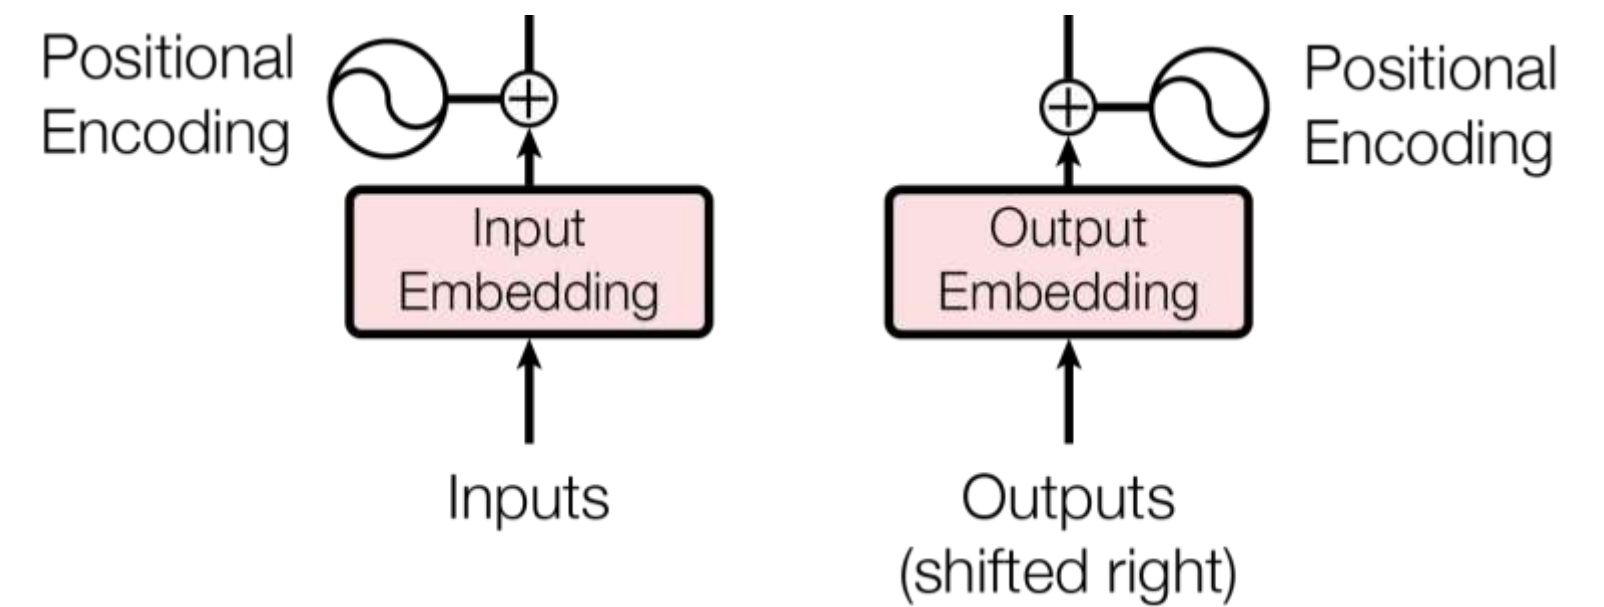 Positional
Encoding
Input
Embedding
Inputs
Positional
Encoding
Output
Embedding
Outputs
(shifted right)